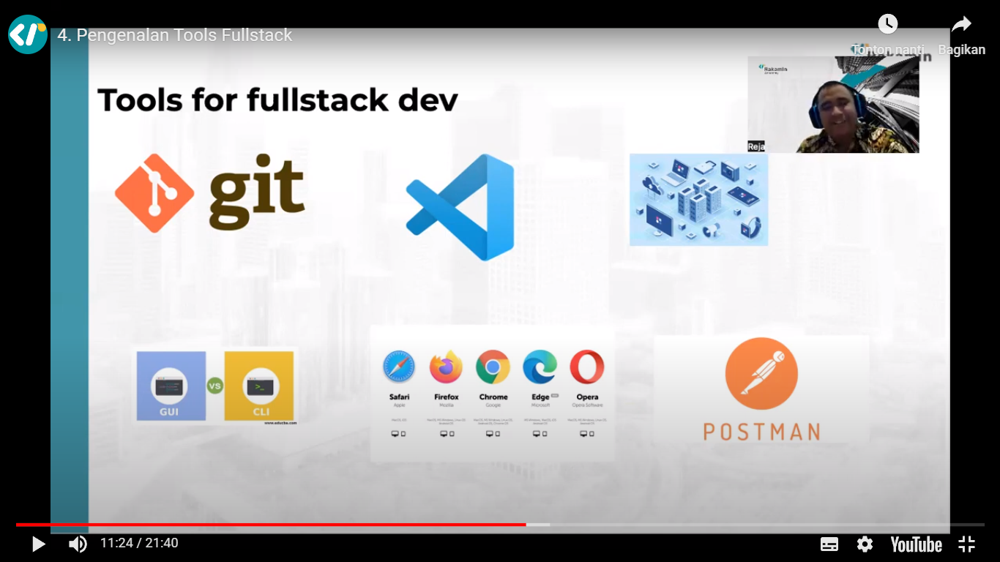 4. Pengenalan Tools Fullstack
Tonton nanti
Bagikan
Rakamin
Tools for fullstack dev
Reja
git
GUI
VS
CLI
www.educba.com
Safari
Apple
Firefox
Mozilla
Chrome
Google
Edge
Microsoft
Opera
Opera Software
POSTMAN
11:24 / 21:40
YouTube